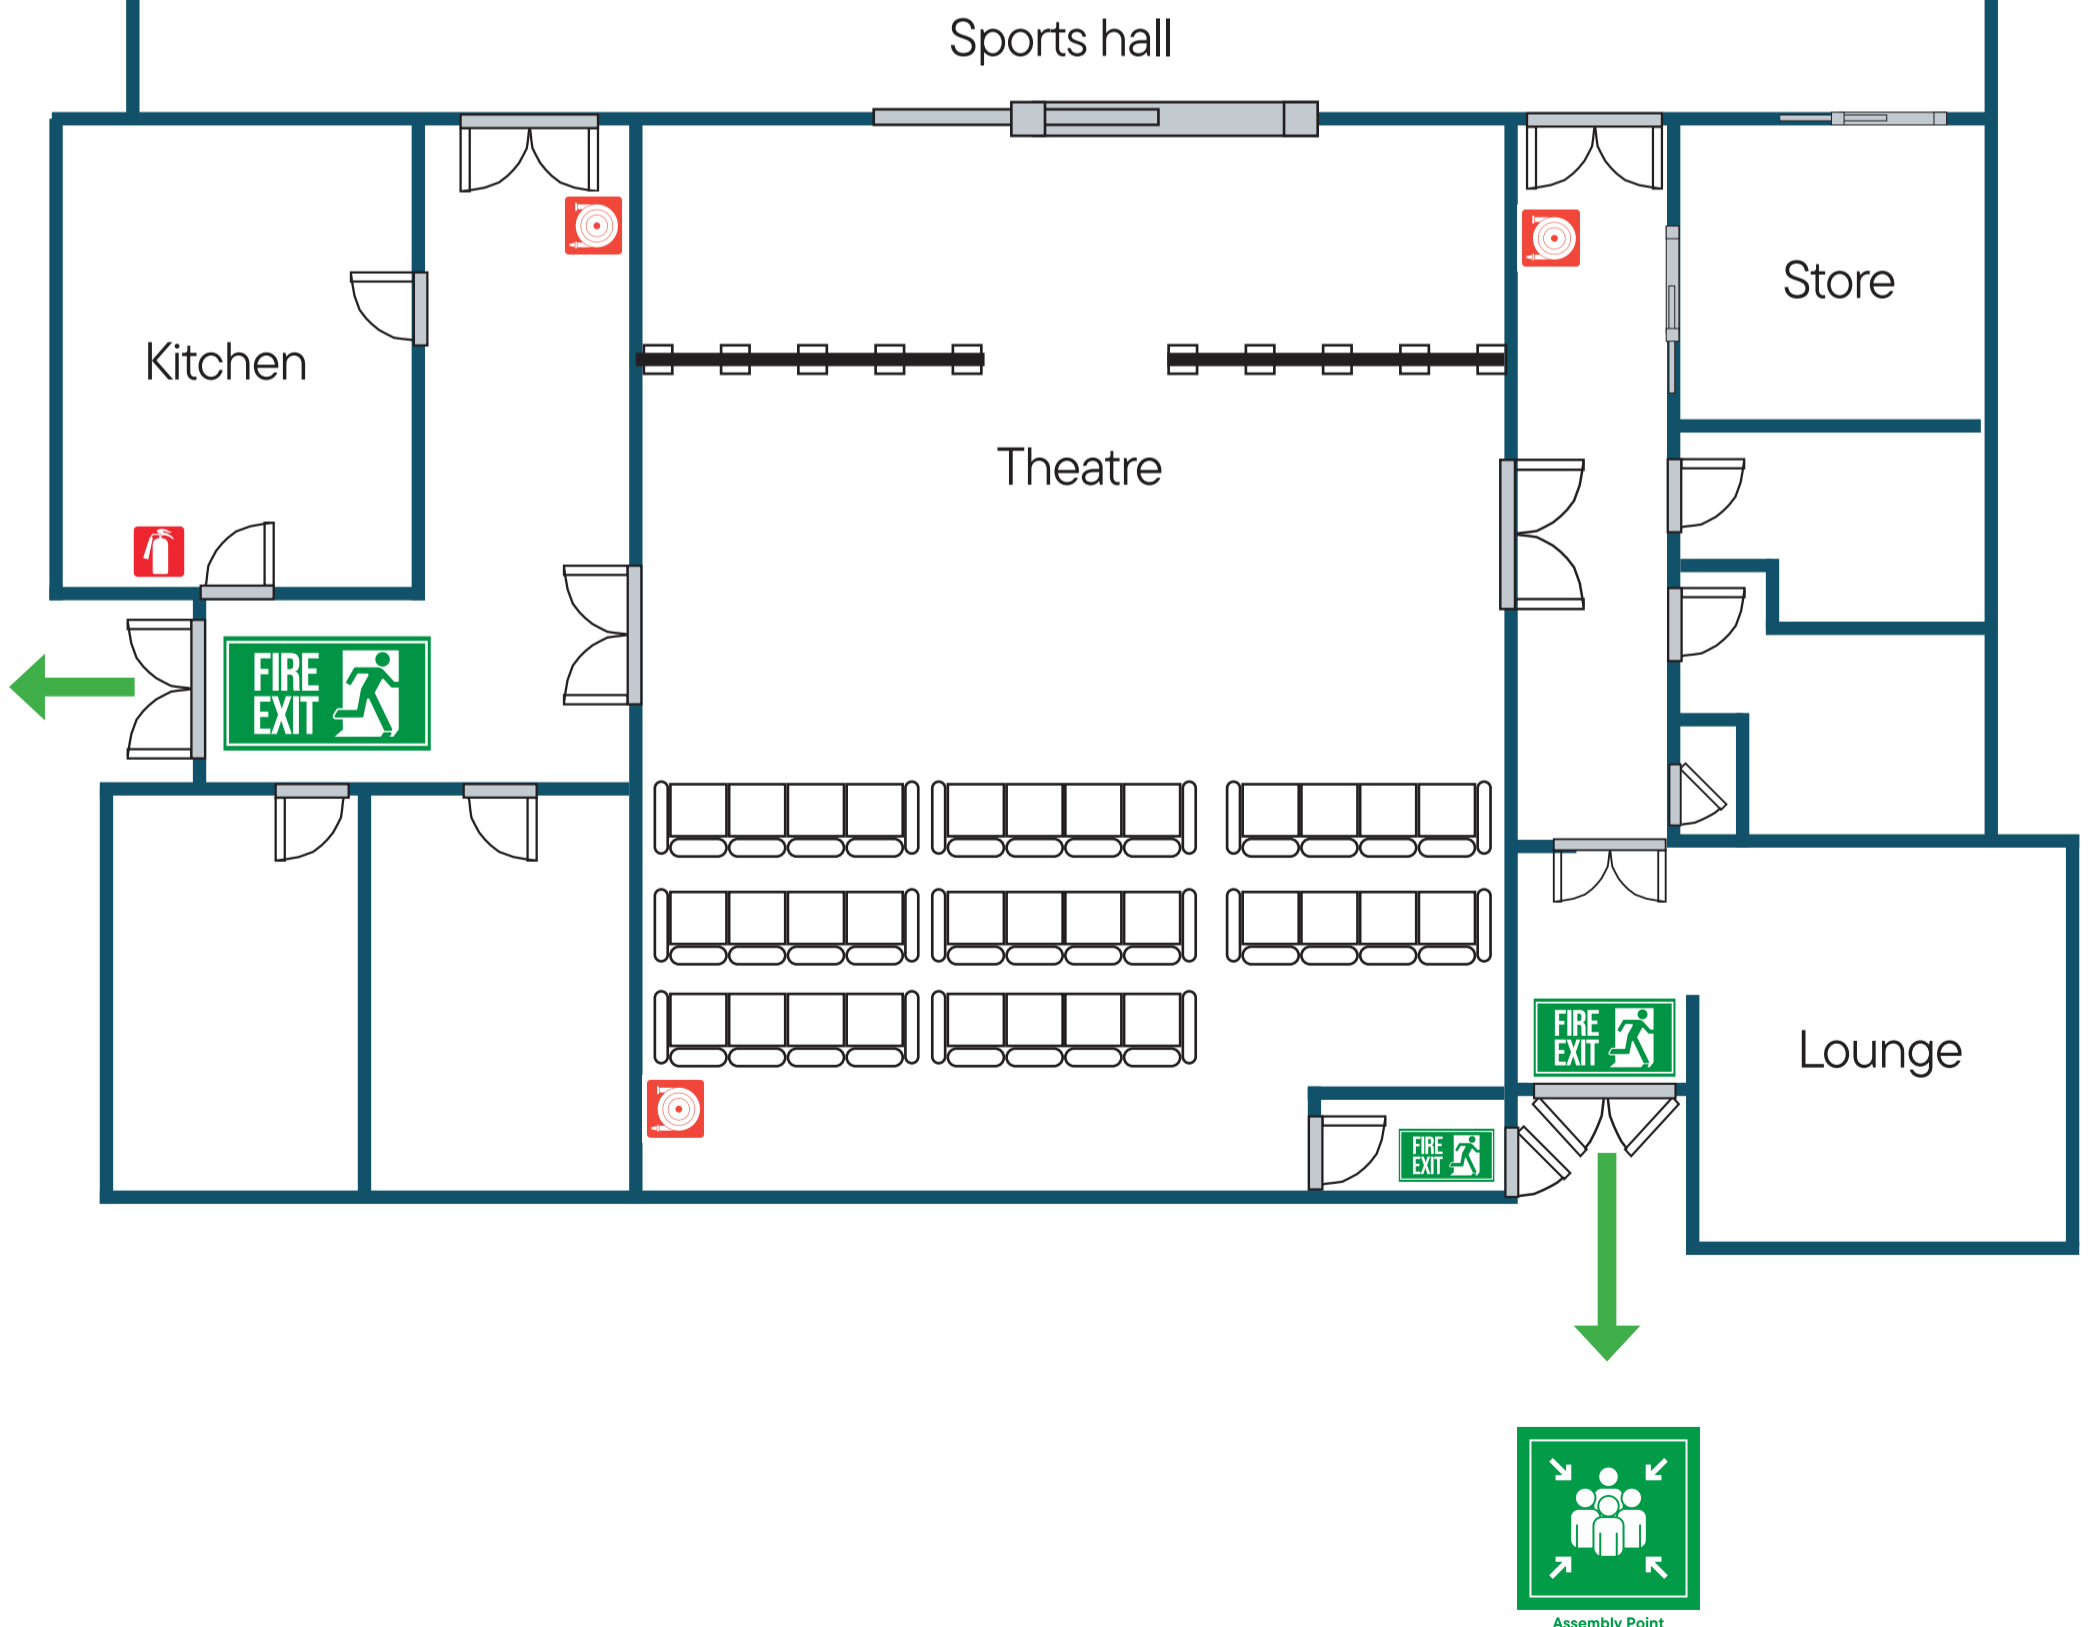 Sports hall
Store
Kitchen
Theatre
FIRE
EXIT
FIRE
EXIT
Lounge
FIRE
EXIT
Assembly Point